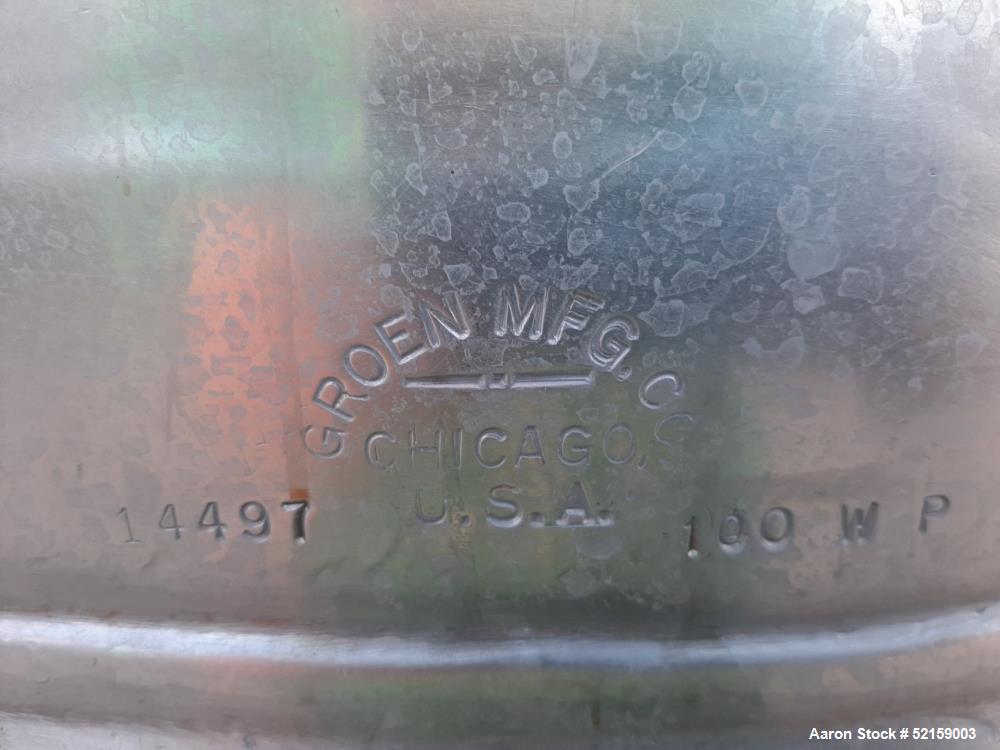 GROEN MFG. CO
CHICAGO,
U.S.A.
14497
100 W P
Aaron Stock # 52159003